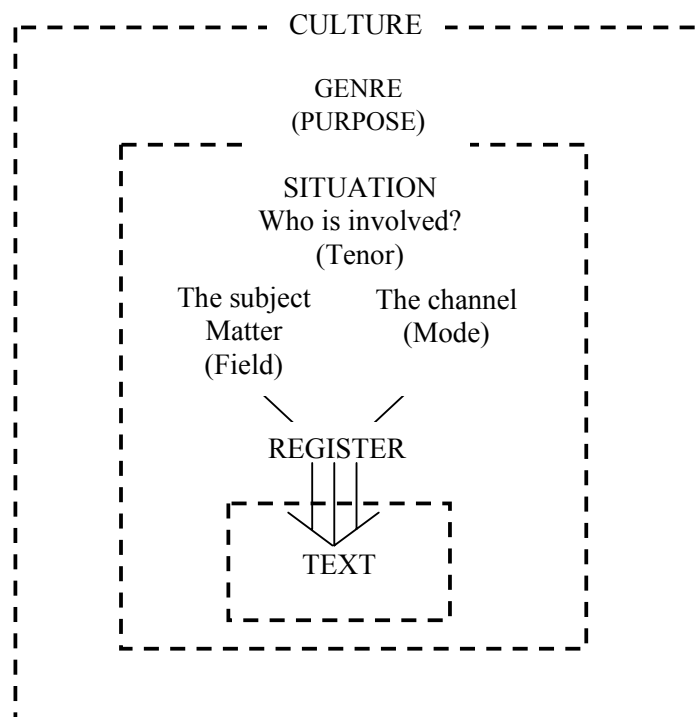 CULTURE
GENRE
(PURPOSE)
SITUATION
Who is involved?
(Tenor)
The subject
Matter
(Field)
The channel
(Mode)
REGISTER
TEXT